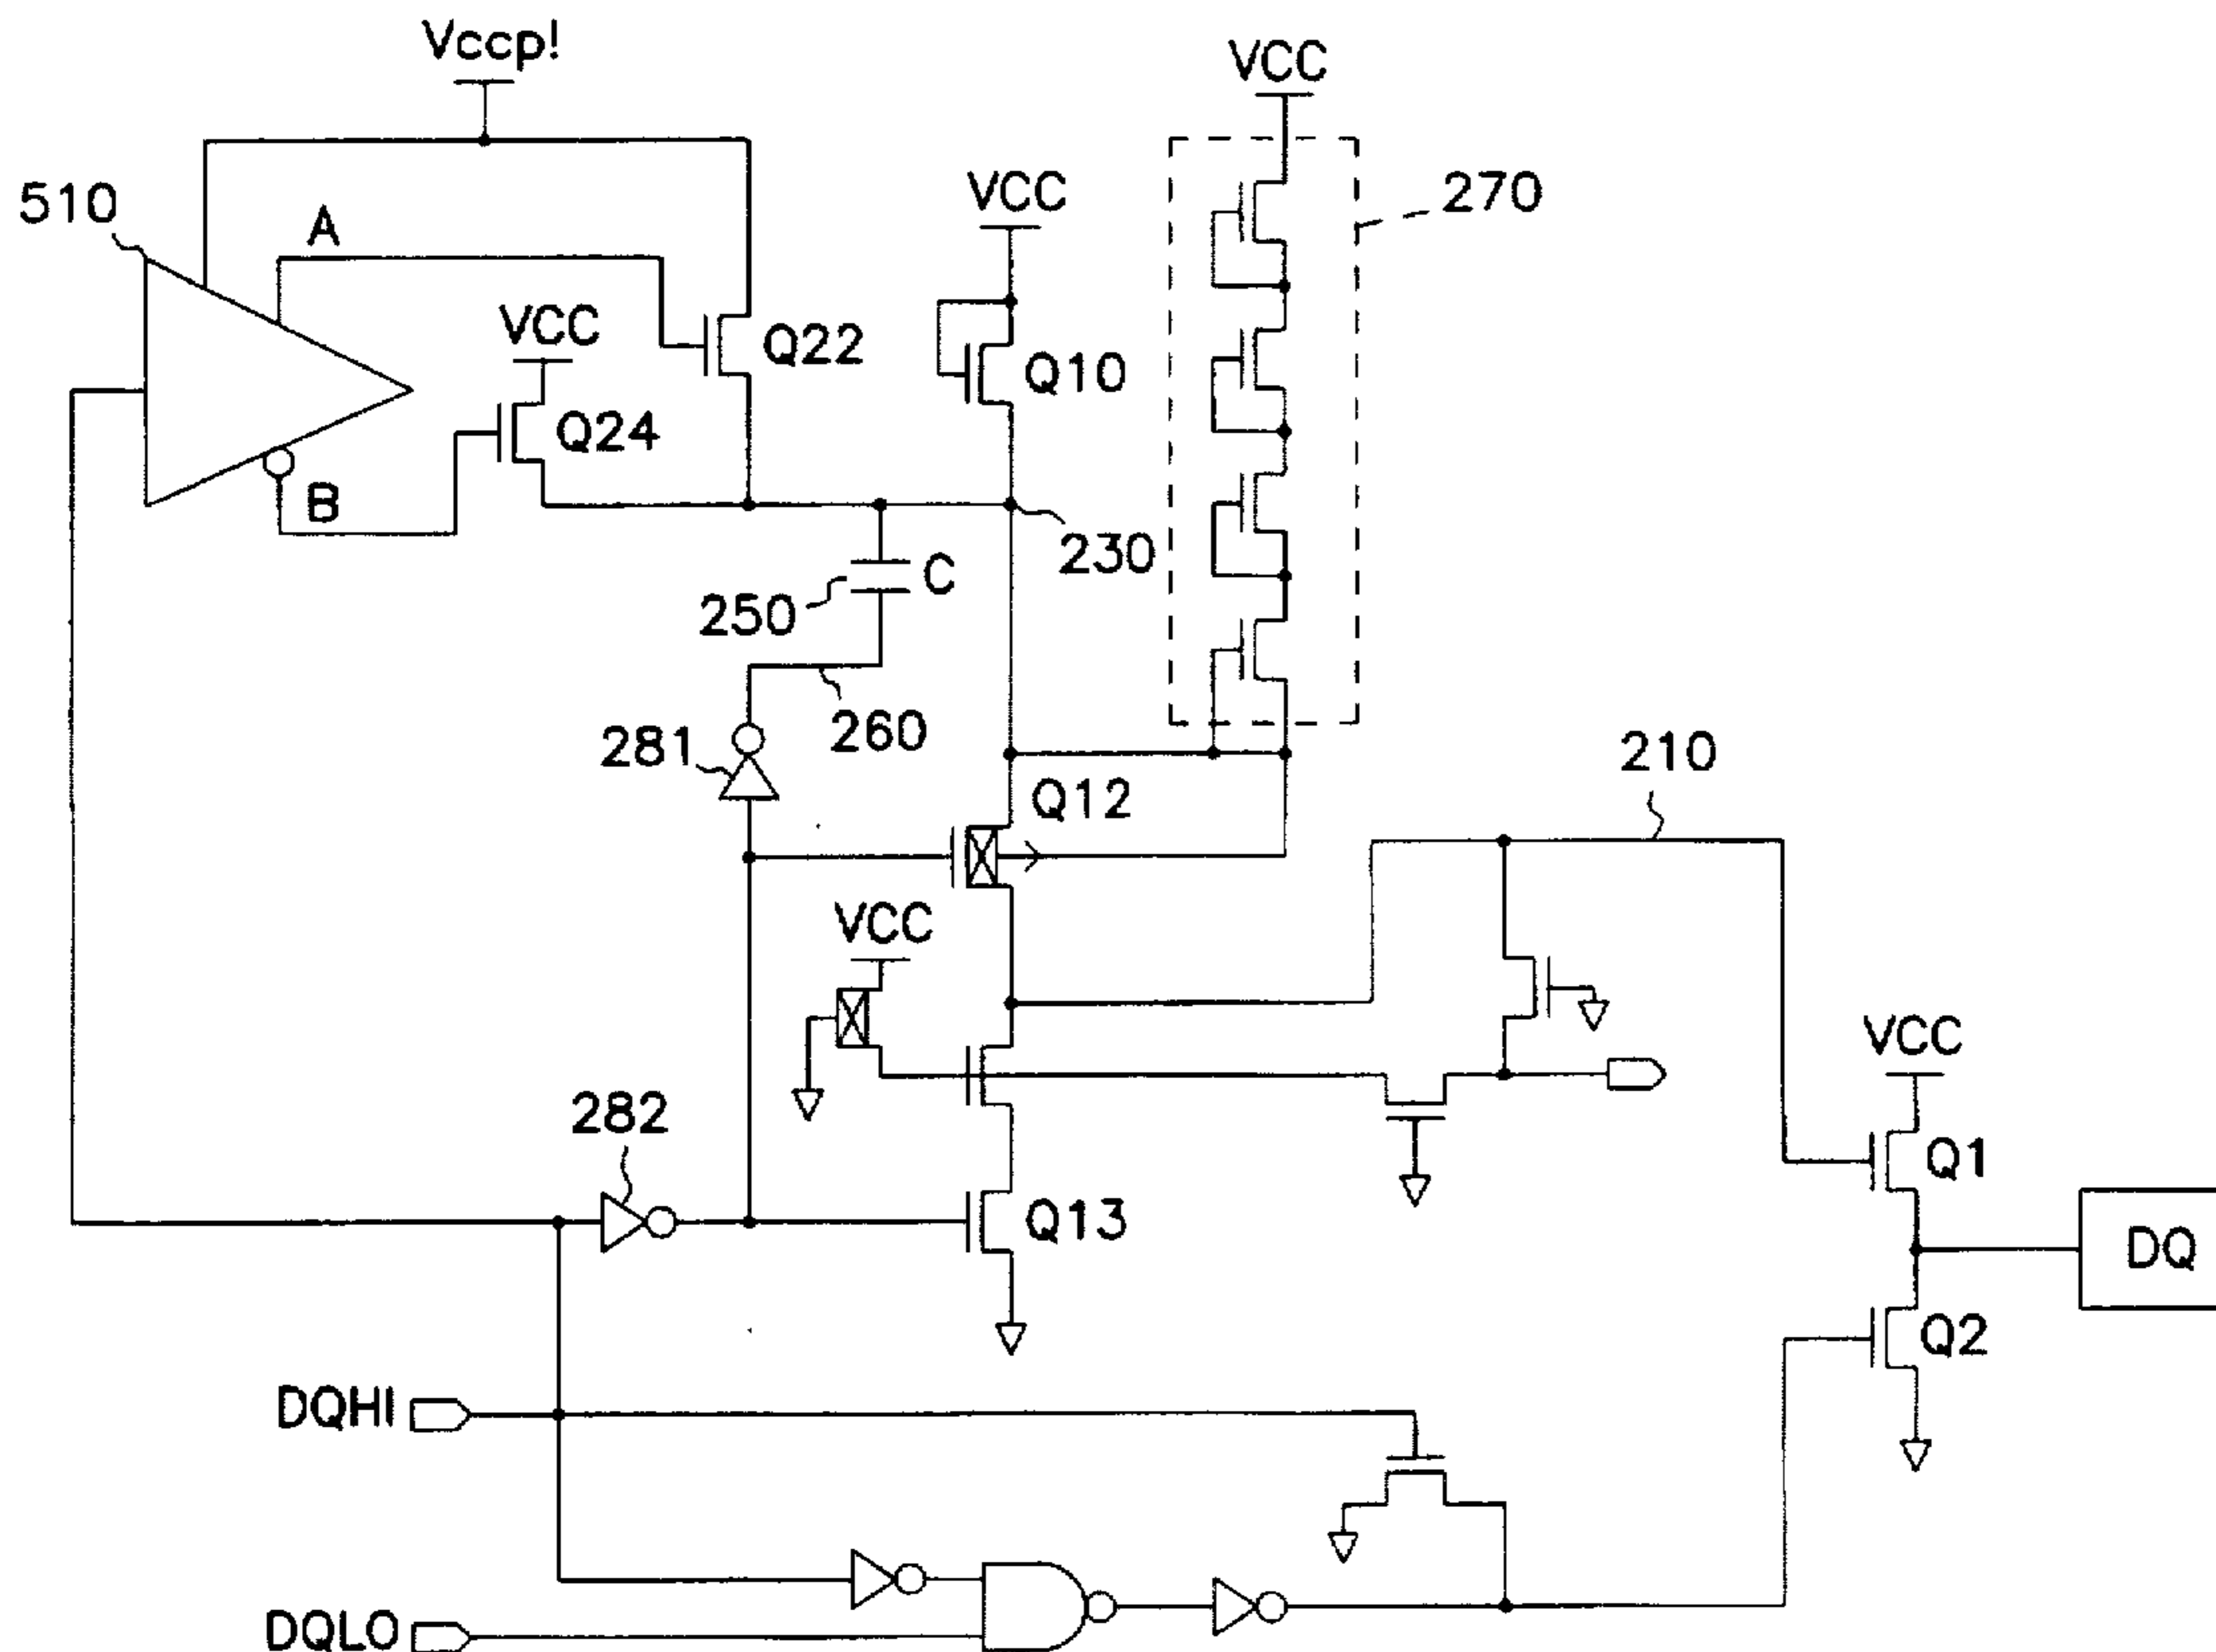 Vccp!
VCC
270
VCC
510
A
VCC
Q22
Q10
Q24
B
230
C
250
260
281
Q12
210
VCC
VCC
282
Q1
Q13
DQ
Q2
DQHI
DQLO